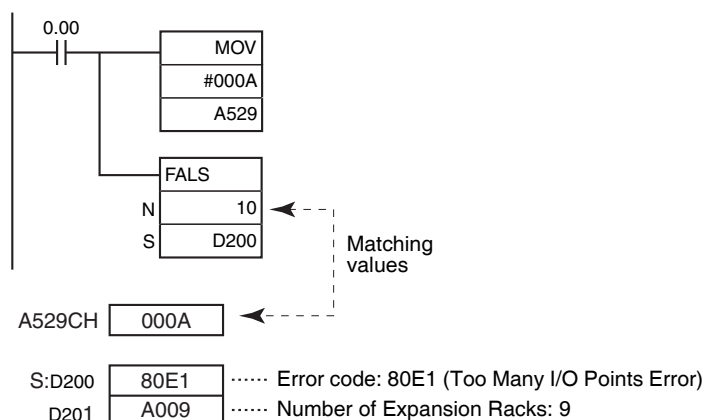 0.00
MOV
#000A
A529
FALS
N 10
S D200
Matching
values
A529CH 000A
S:D200 80E1 ...... Error code: 80E1 (Too Many I/O Points Error)
D201 A009 ...... Number of Expansion Racks: 9